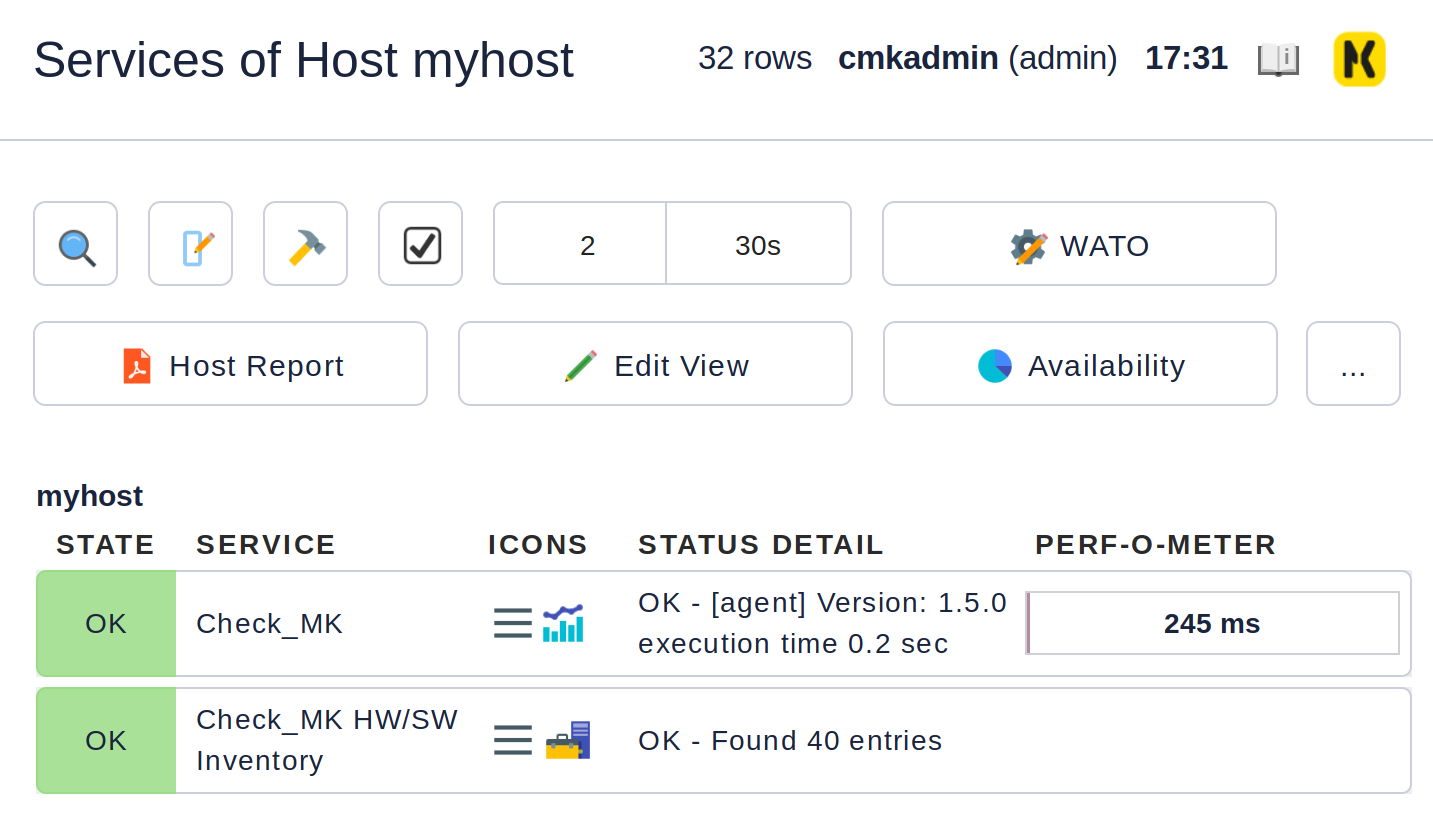 Services of Host myhost 32 rows cmkadmin (admin) 17:31
2 30s WATO
Host Report Edit View Availability ...
myhost
STATE SERVICE ICONS STATUS DETAIL PERF-O-METER
OK Check_MK OK - [agent] Version: 1.5.0
execution time 0.2 sec 245 ms
OK Check_MK HW/SW
Inventory OK - Found 40 entries